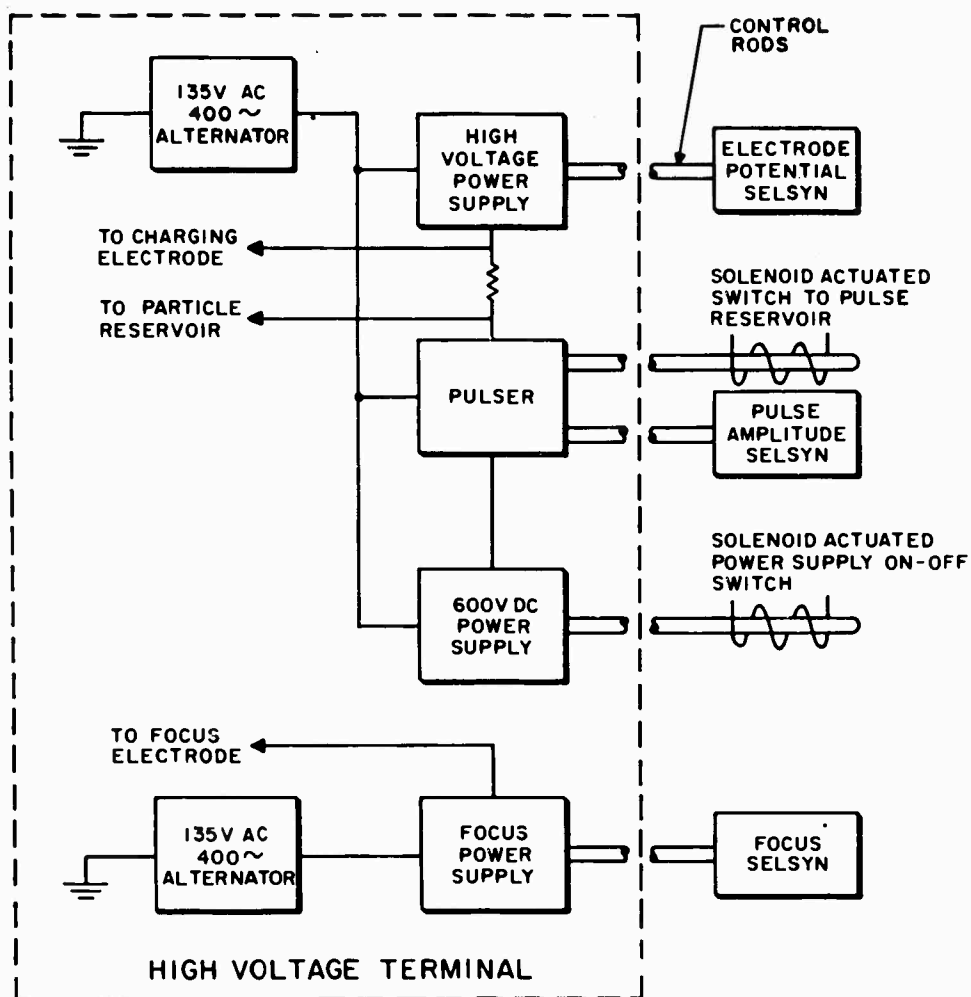 CONTROL
RODS
135V AC
400 ~
ALTERNATOR
HIGH
VOLTAGE
POWER
SUPPLY
ELECTRODE
POTENTIAL
SELSYN
TO CHARGING
ELECTRODE
TO PARTICLE
RESERVOIR
SOLENOID ACTUATED
SWITCH TO PULSE
RESERVOIR
PULSER
PULSE
AMPLITUDE
SELSYN
SOLENOID ACTUATED
POWER SUPPLY ON-OFF
SWITCH
600V DC
POWER
SUPPLY
TO FOCUS
ELECTRODE
135V AC
400 ~
ALTERNATOR
FOCUS
POWER
SUPPLY
FOCUS
SELSYN
HIGH VOLTAGE TERMINAL